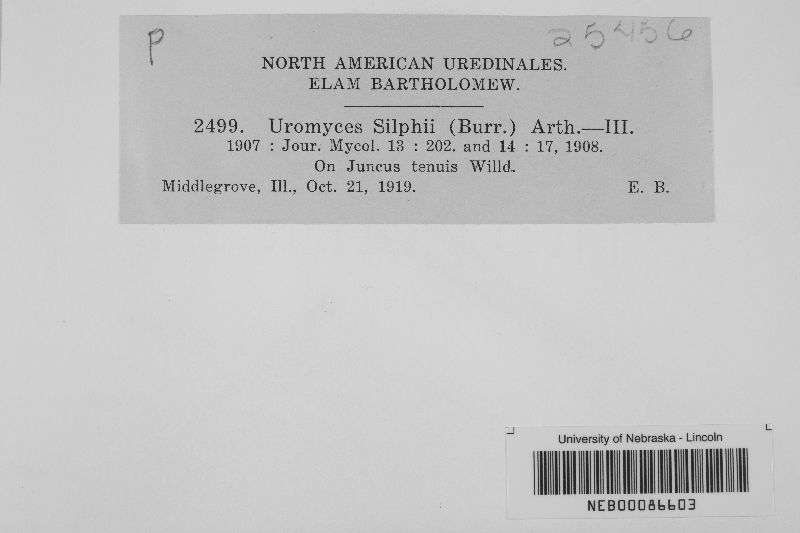 P
25456
NORTH AMERICAN UREDINALES.
ELAM BARTHOLOMEW.
2499. Uromyces Silphii (Burr.) Arth.—III.
1907 : Jour. Mycol. 13 : 202. and 14 : 17, 1908.
On Juncus tenuis Willd.
Middlegrove, Ill., Oct. 21, 1919. E. B.
University of Nebraska - Lincoln
NEB00086603